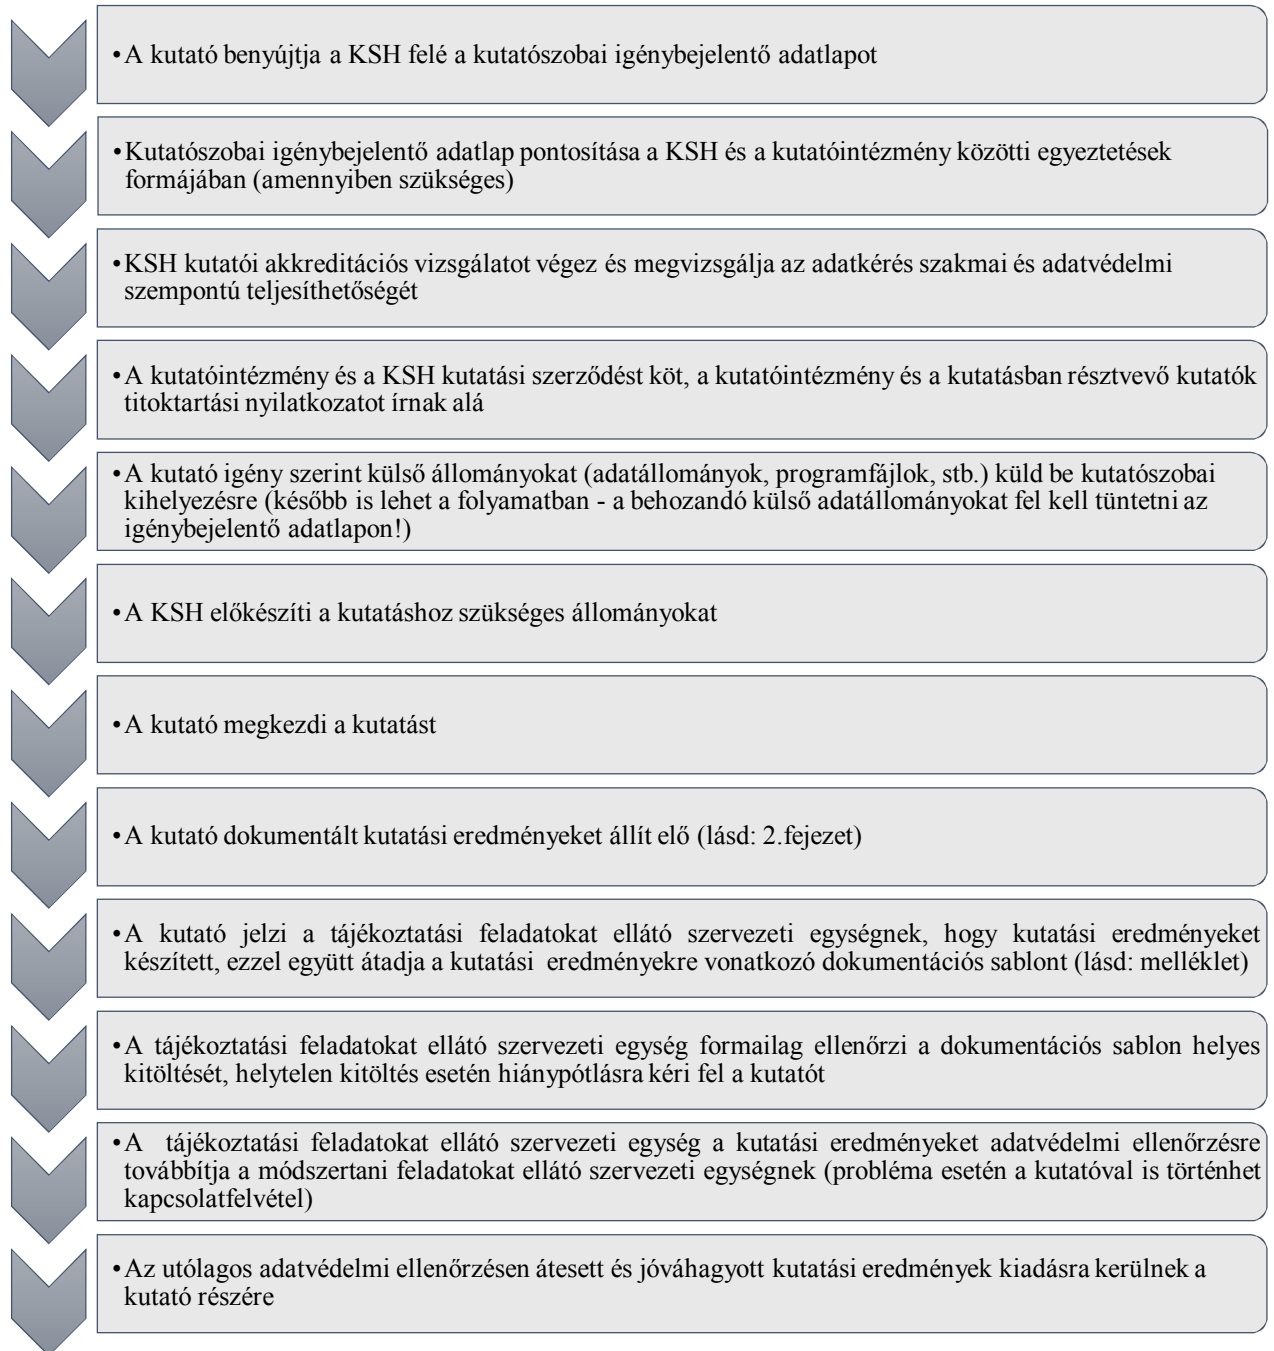 •A kutató benyújtja a KSH felé a kutatószobai igénybejelentő adatlapot
•Kutatószobai igénybejelentő adatlap pontosítása a KSH és a kutatóintézmény közötti egyeztetések
formájában (amennyiben szükséges)
•KSH kutatói akkreditációs vizsgálatot végez és megvizsgálja az adatkérés szakmai és adatvédelmi
szempontú teljesíthetőségét
•A kutatóintézmény és a KSH kutatási szerződést köt, a kutatóintézmény és a kutatásban résztvevő kutatók
titoktartási nyilatkozatot írnak alá
•A kutató igény szerint külső állományokat (adatállományok, programfájlok, stb.) küld be kutatószobai
kihelyezésre (később is lehet a folyamatban - a behozandó külső adatállományokat fel kell tüntetni az
igénybejelentő adatlapon!)
•A KSH előkészíti a kutatáshoz szükséges állományokat
•A kutató megkezdi a kutatást
•A kutató dokumentált kutatási eredményeket állít elő (lásd: 2.fejezet)
•A kutató jelzi a tájékoztatási feladatokat ellátó szervezeti egységnek, hogy kutatási eredményeket
készített, ezzel együtt átadja a kutatási eredményekre vonatkozó dokumentációs sablont (lásd: melléklet)
•A tájékoztatási feladatokat ellátó szervezeti egység formailag ellenőrzi a dokumentációs sablon helyes
kitöltését, helytelen kitöltés esetén hiánypótlásra kéri fel a kutatót
•A tájékoztatási feladatokat ellátó szervezeti egység a kutatási eredményeket adatvédelmi ellenőrzésre
továbbítja a módszertani feladatokat ellátó szervezeti egységnek (probléma esetén a kutatóval is történhet
kapcsolatfelvétel)
•Az utólagos adatvédelmi ellenőrzésen átesett és jóváhagyott kutatási eredmények kiadásra kerülnek a
kutató részére